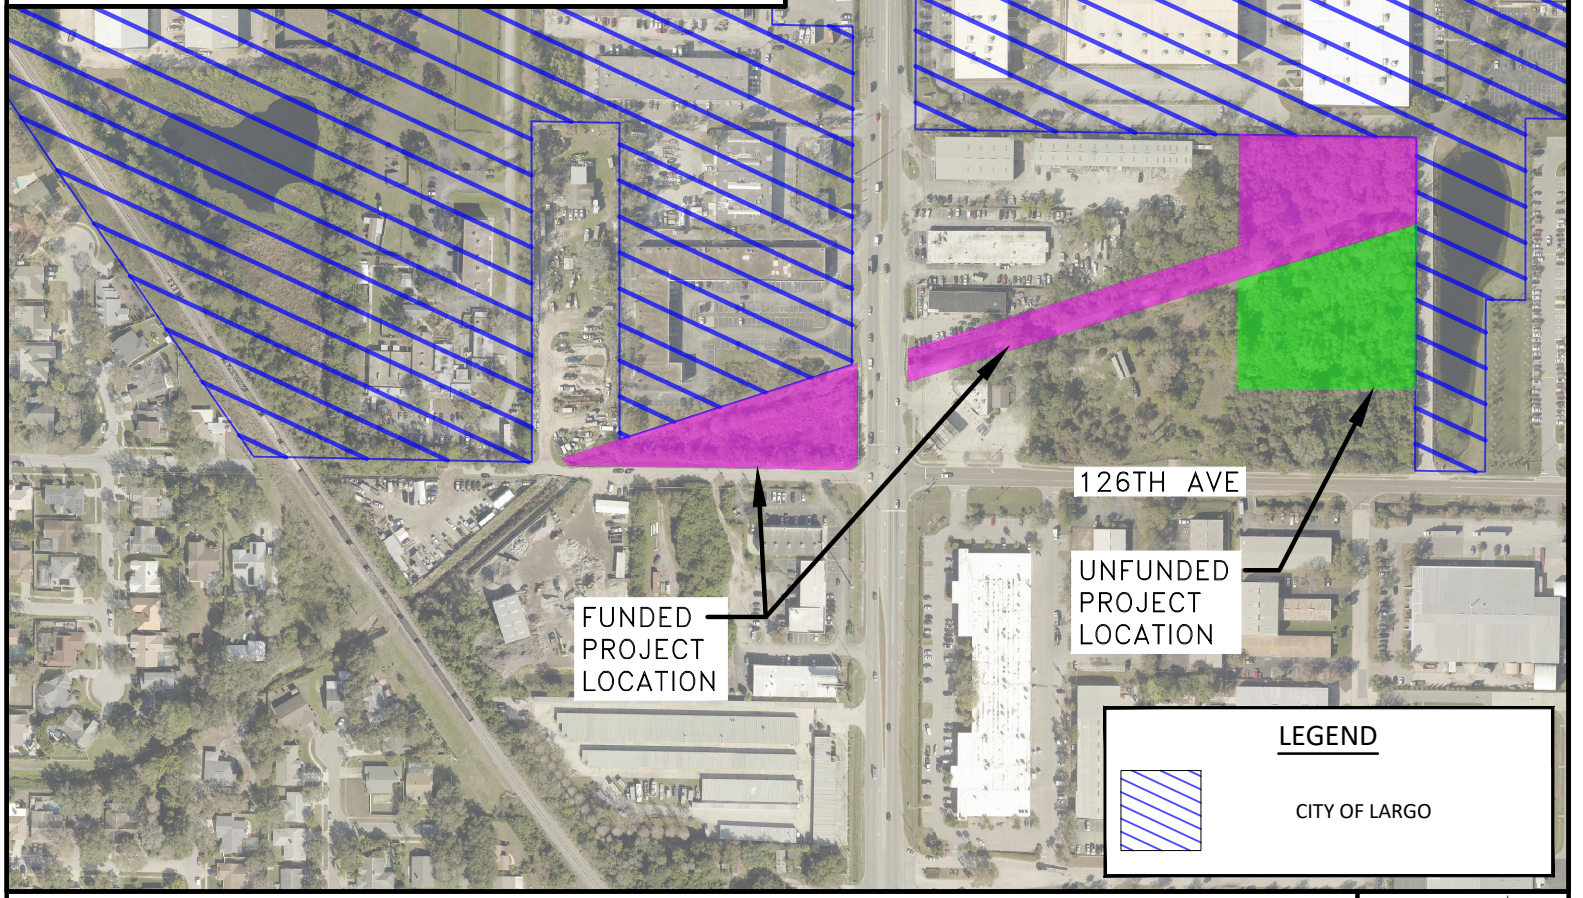 126TH AVE
FUNDED
PROJECT
LOCATION
UNFUNDED
PROJECT
LOCATION
LEGEND
CITY OF LARGO